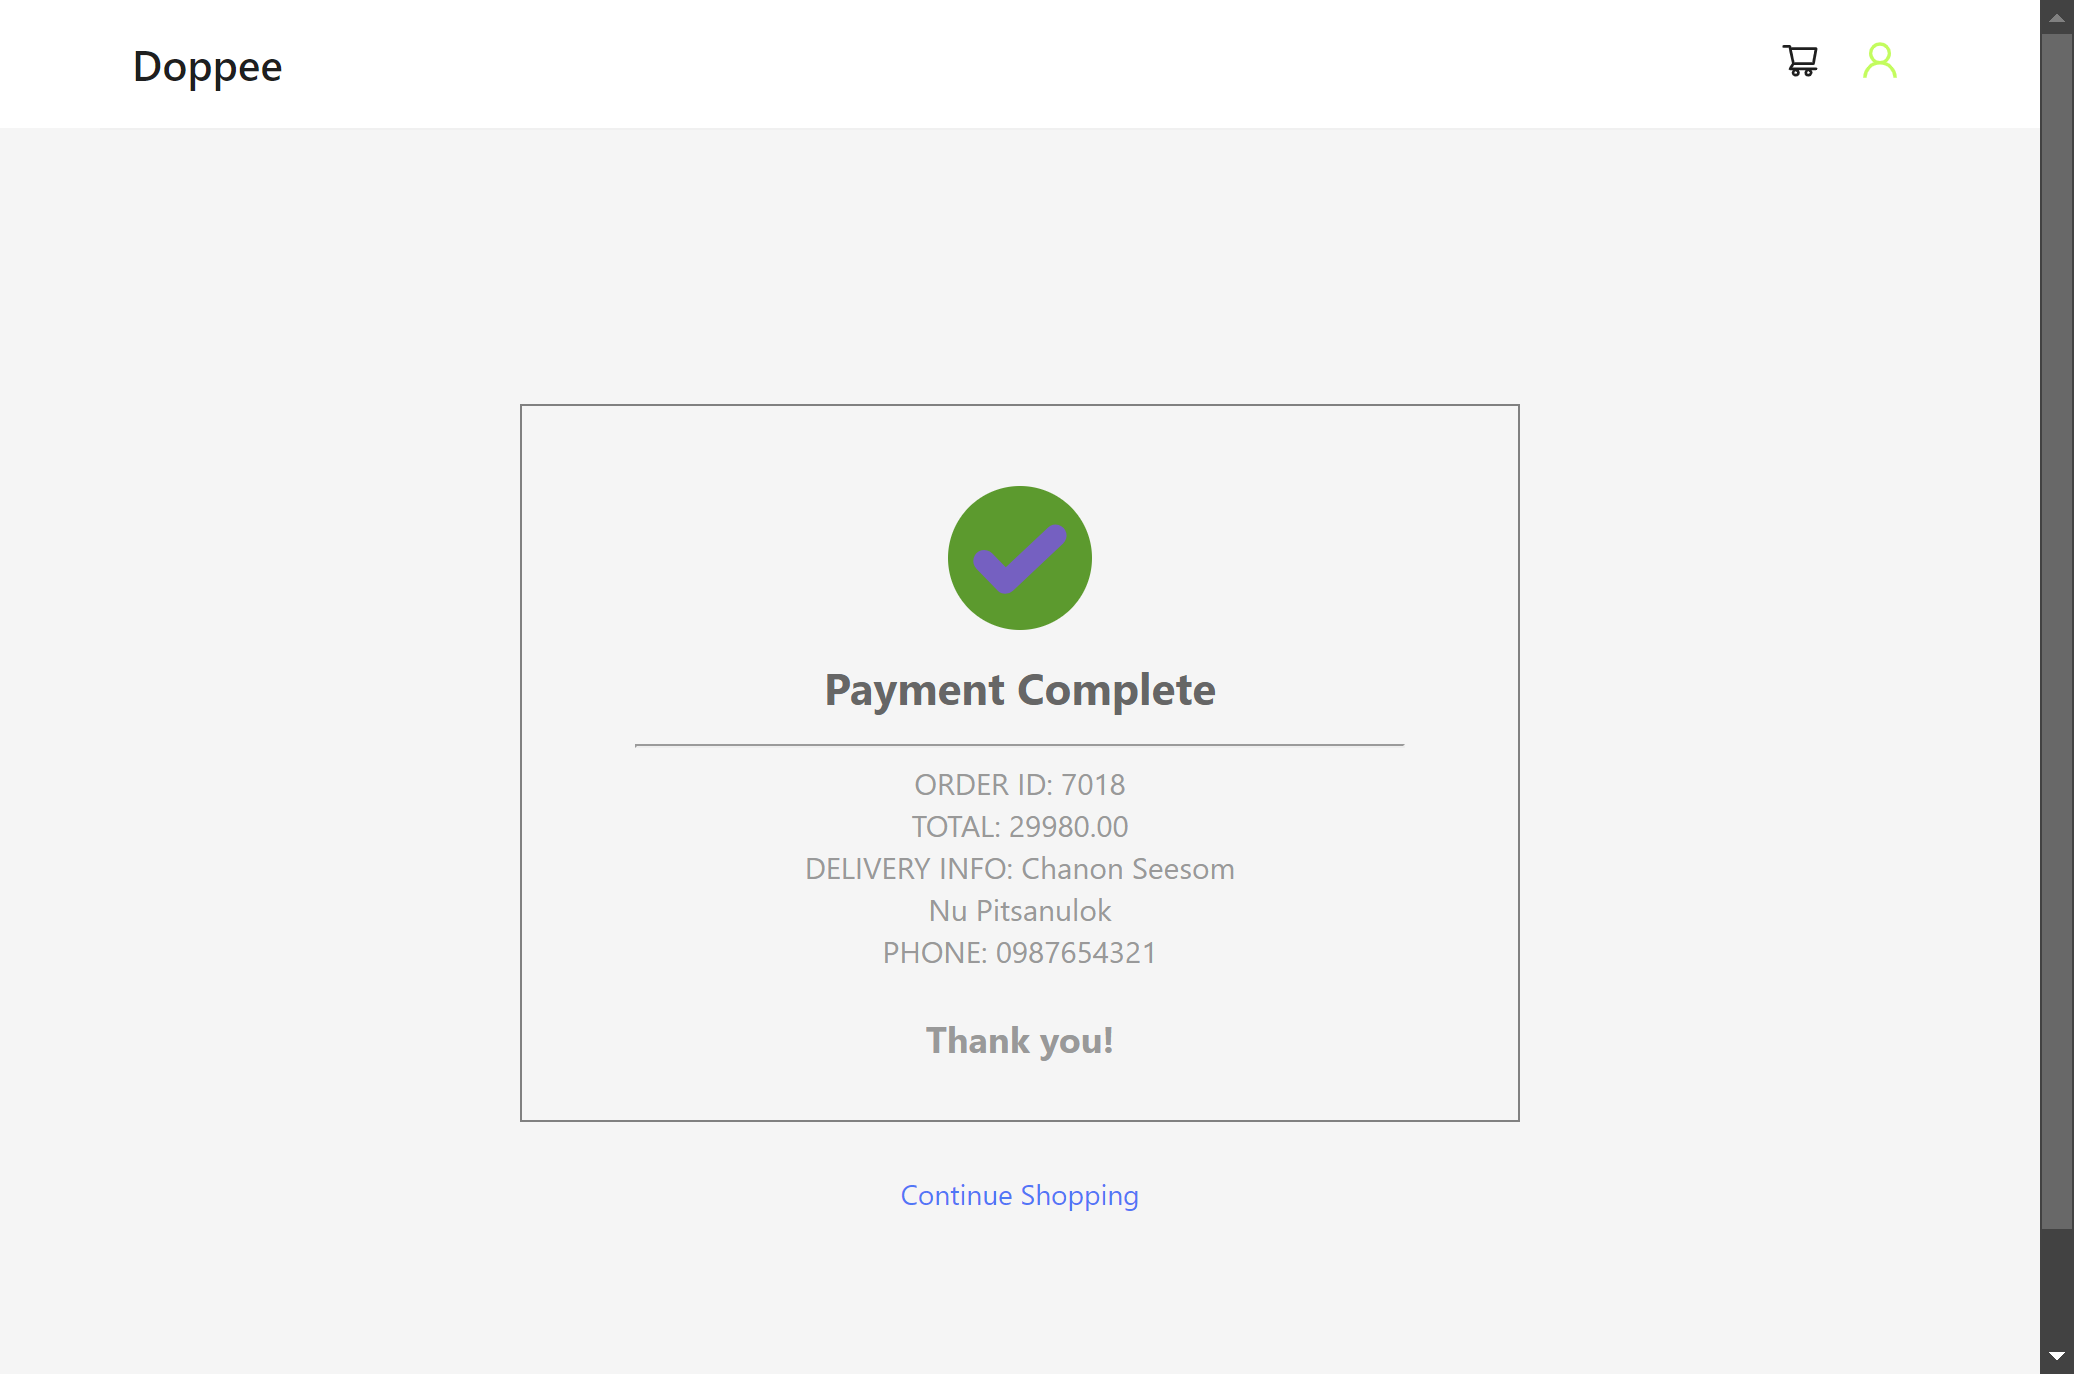 Doppee
Payment Complete
ORDER ID: 7018
TOTAL: 29980.00
DELIVERY INFO: Chanon Seesom
Nu Pitsanulok
PHONE: 0987654321
Thank you!
Continue Shopping